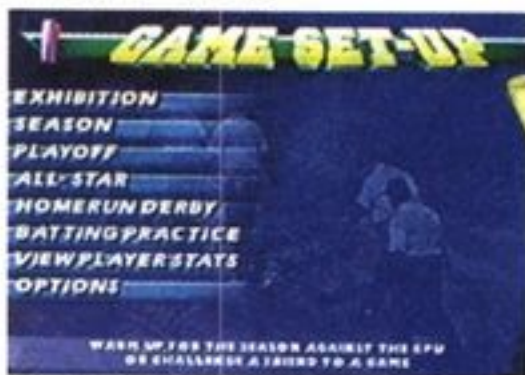 GAME SET-UP
EXHIBITION
SEASON
PLAYOFF
ALL-STAR
HOMERUN DERBY
BATTING PRACTICE
VIEW PLAYER STATS
OPTIONS
WARM UP FOR THE SEASON AGAINST THE CPU
OR CHALLENGE A FRIEND TO A GAME